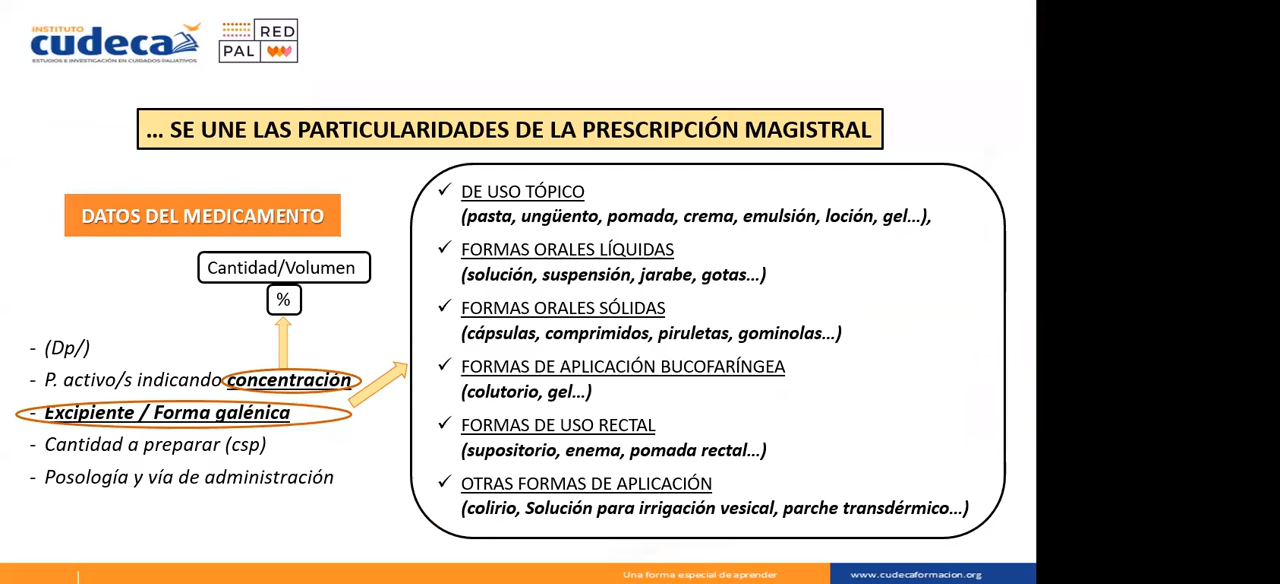 INSTITUTO
cudeca
ESTUDIOS E INVESTIGACIÓN EN CUIDADOS PALIATIVOS
RED
PAL
... SE UNE LAS PARTICULARIDADES DE LA PRESCRIPCIÓN MAGISTRAL
DATOS DEL MEDICAMENTO
Cantidad/Volumen
%
- (Dp/)
- P. activo/s indicando concentración
- Excipiente / Forma galénica
- Cantidad a preparar (csp)
- Posología y vía de administración
✓ DE USO TÓPICO
(pasta, ungüento, pomada, crema, emulsión, loción, gel...),
✓ FORMAS ORALES LÍQUIDAS
(solución, suspensión, jarabe, gotas...)
✓ FORMAS ORALES SÓLIDAS
(cápsulas, comprimidos, piruletas, gominolas...)
✓ FORMAS DE APLICACIÓN BUCOFARÍNGEA
(colutorio, gel...)
✓ FORMAS DE USO RECTAL
(supositorio, enema, pomada rectal...)
✓ OTRAS FORMAS DE APLICACIÓN
(colirio, Solución para irrigación vesical, parche transdérmico...)
Una forma especial de aprender
www.cudecaformacion.org